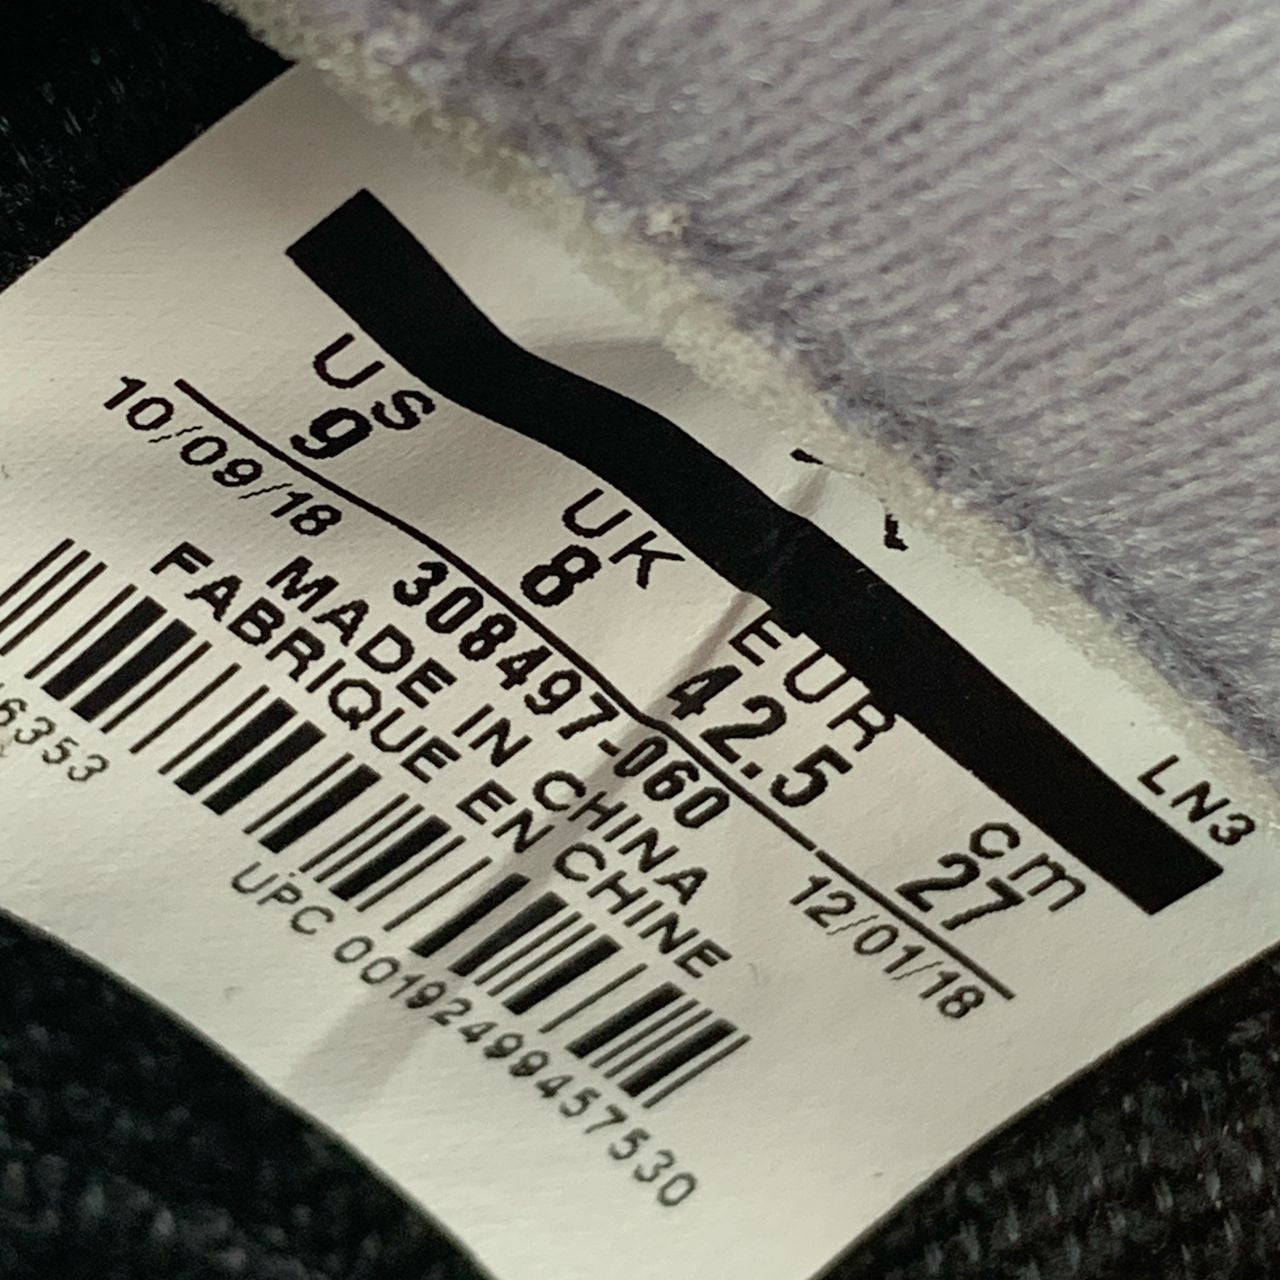 LN3
US UK EUR cm
9 8 42.5 27
10/09/18 308497-060 12/01/18
MADE IN CHINA
FABRIQUE EN CHINE
6353
UPC 00192499457530